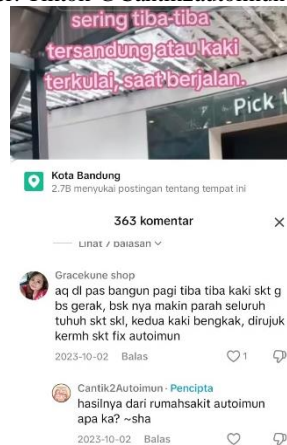 sering tiba-tiba
tersandung atau kaki
terkulai, saat berjalan.
Pick
Kota Bandung
2.7B menyukai postingan tentang tempat ini
363 komentar
Lihat 7 balasan
Gracekune shop
aq dl pas bangun pagi tiba tiba kaki skt g
bs gerak, bsk nya makin parah seluruh
tuhuh skt skl, kedua kaki bengkak, dirujuk
kermh skt fix autoimun
2023-10-02 Balas 1
Cantik2Autoimun · Pencipta
hasilnya dari rumahsakit autoimun
apa ka? ~sha
2023-10-02 Balas